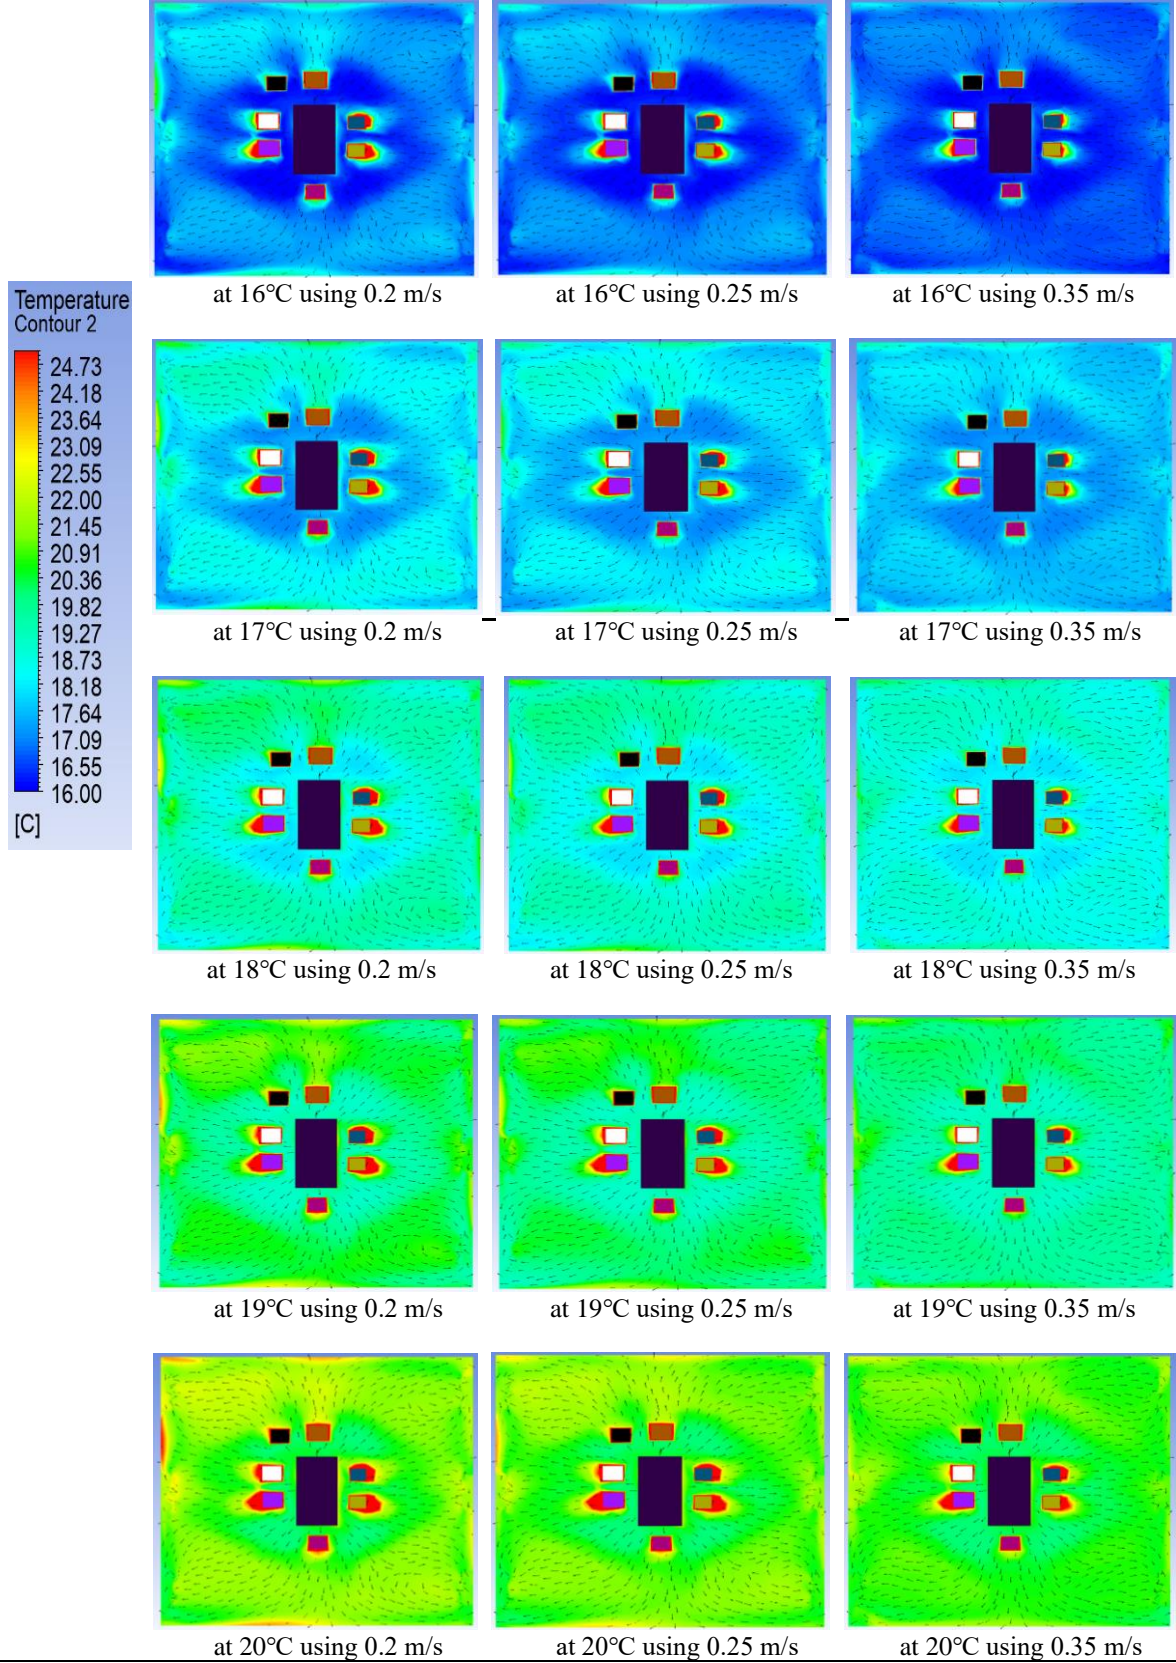 at 16°C using 0.2 m/s
at 16°C using 0.25 m/s
at 16°C using 0.35 m/s
Temperature
Contour 2
24.73
24.18
23.64
23.09
22.55
22.00
21.45
20.91
20.36
19.82
19.27
18.73
18.18
17.64
17.09
16.55
16.00
[C]
at 17°C using 0.2 m/s
at 17°C using 0.25 m/s
at 17°C using 0.35 m/s
at 18°C using 0.2 m/s
at 18°C using 0.25 m/s
at 18°C using 0.35 m/s
at 19°C using 0.2 m/s
at 19°C using 0.25 m/s
at 19°C using 0.35 m/s
at 20°C using 0.2 m/s
at 20°C using 0.25 m/s
at 20°C using 0.35 m/s